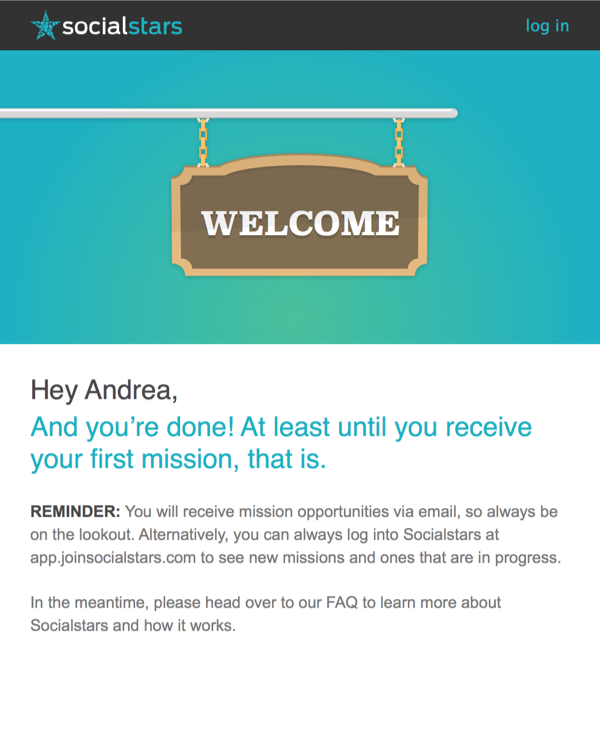 socialstars
log in
WELCOME
Hey Andrea,
And you’re done! At least until you receive
your first mission, that is.
REMINDER: You will receive mission opportunities via email, so always be
on the lookout. Alternatively, you can always log into Socialstars at
app.joinsocialstars.com to see new missions and ones that are in progress.
In the meantime, please head over to our FAQ to learn more about
Socialstars and how it works.